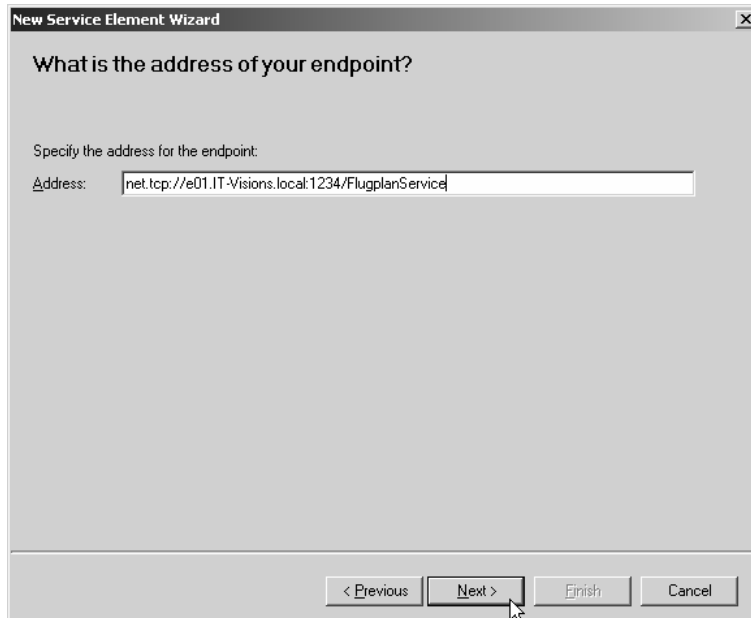 New Service Element Wizard
What is the address of your endpoint?
Specify the address for the endpoint:
Address: net.tcp://e01.IT-Visions.local:1234/FlugplanService
< Previous Next > Finish Cancel